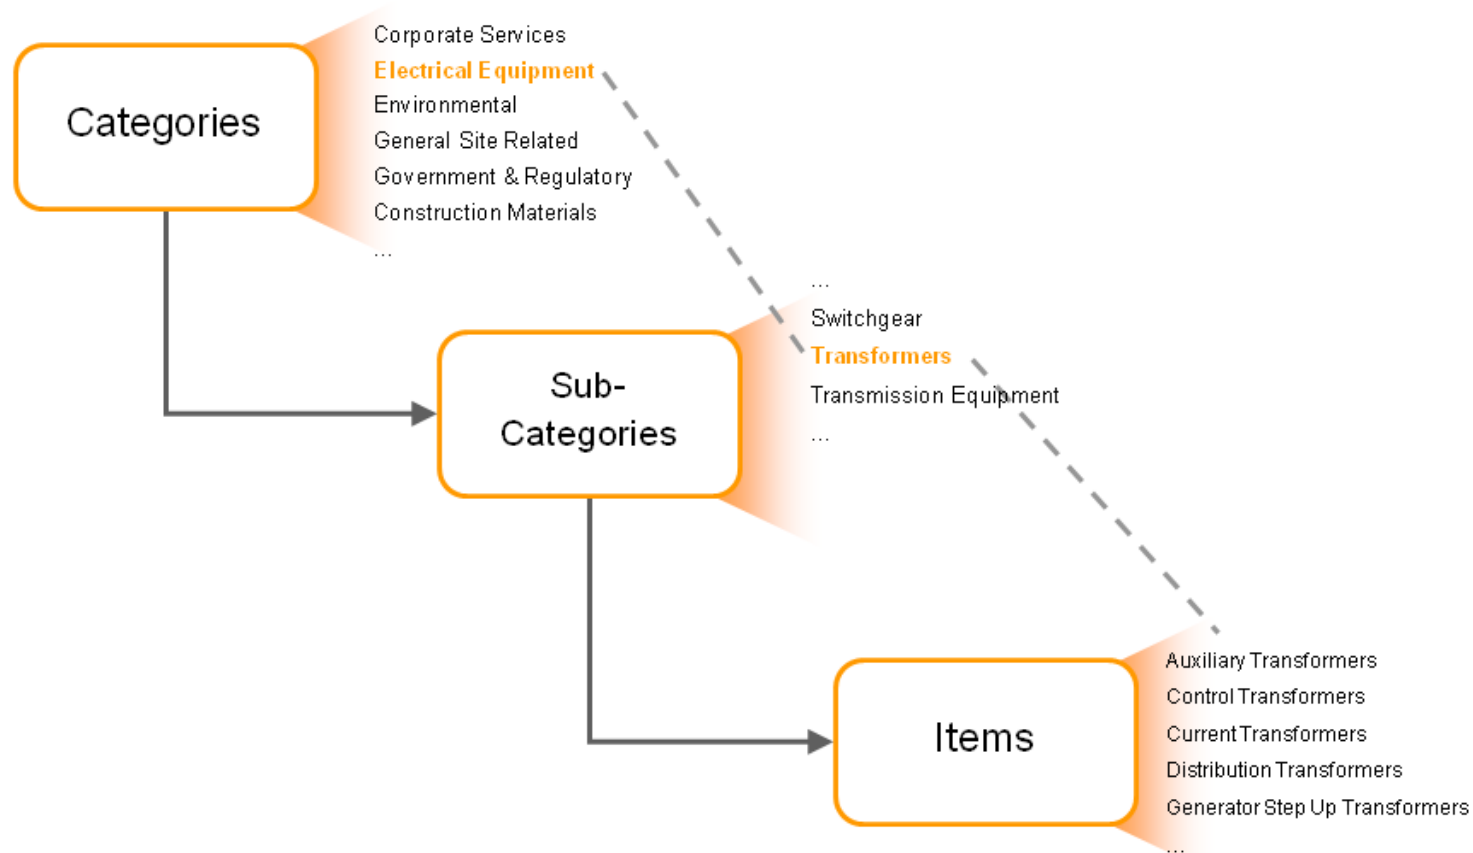 Categories
Corporate Services
Electrical Equipment
Environmental
General Site Related
Government & Regulatory
Construction Materials
...
Sub-
Categories
...
Switchgear
Transformers
Transmission Equipment
...
Items
Auxiliary Transformers
Control Transformers
Current Transformers
Distribution Transformers
Generator Step Up Transformers
...